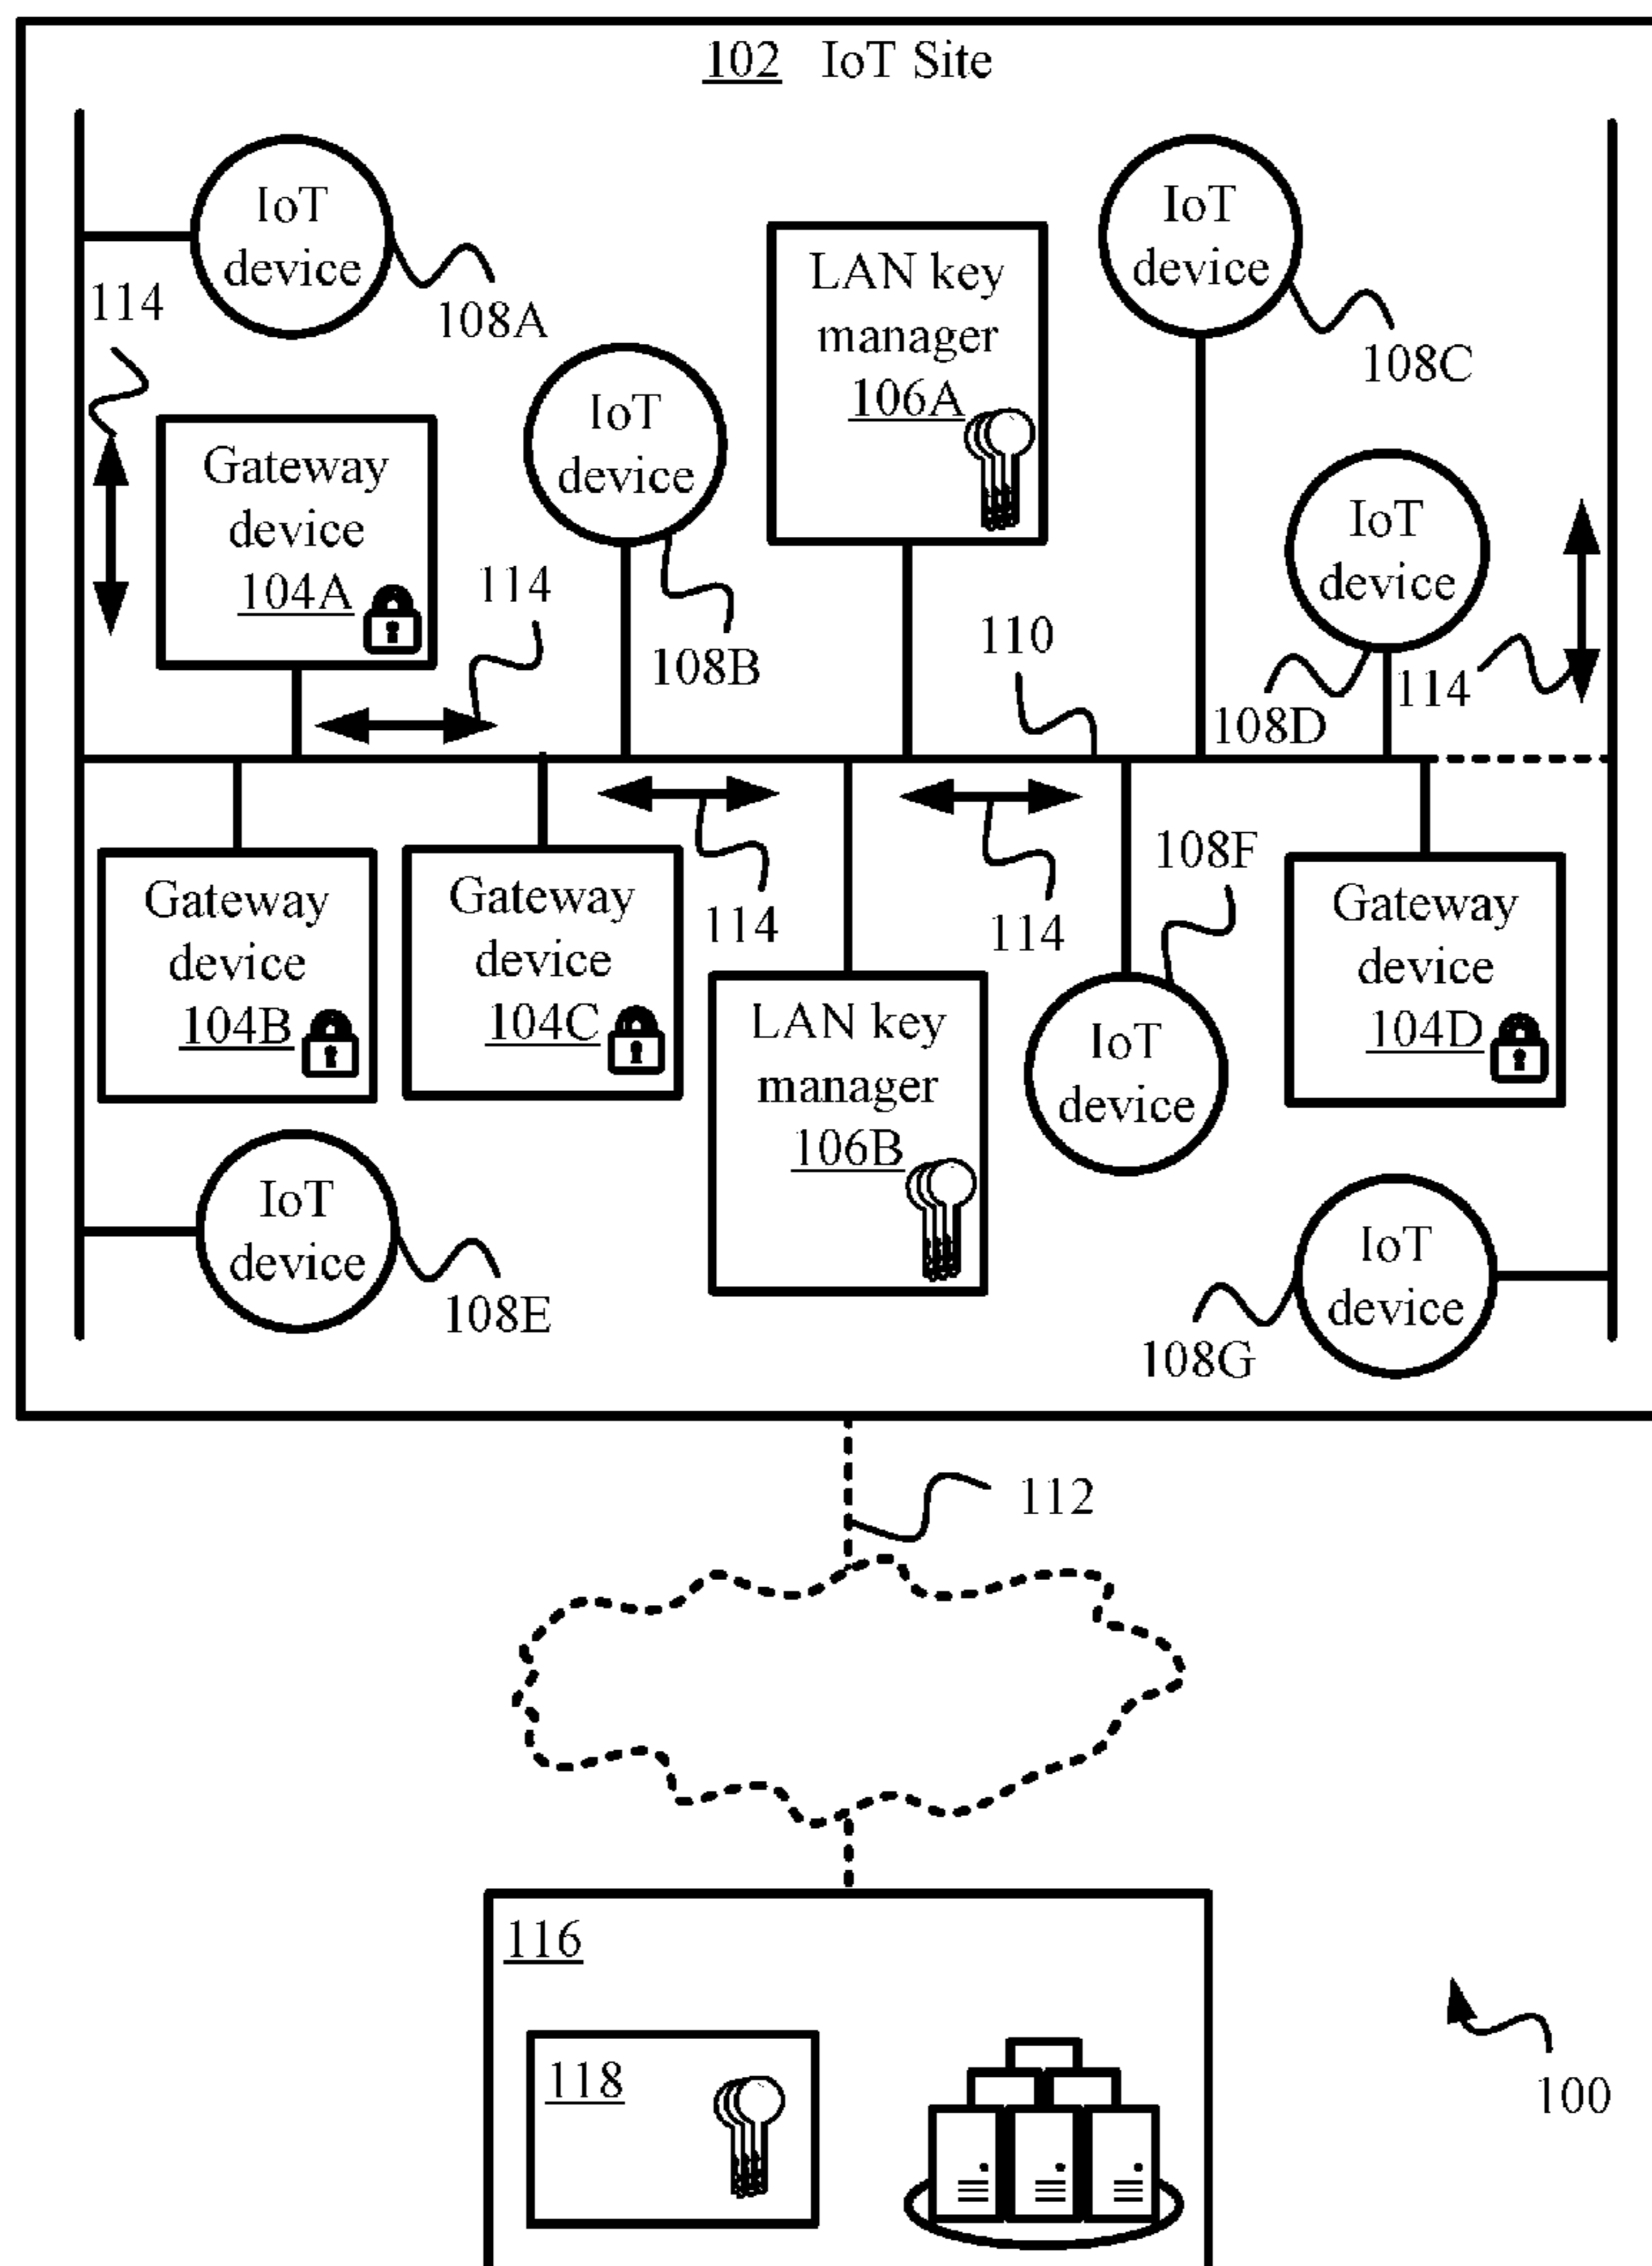 102 IoT Site
IoT
device
108A
IoT
device
108C
LAN key
manager
106A
114
IoT
device
108B
Gateway
device
104A
114
IoT
device
108D
114
110
Gateway
device
104B
Gateway
device
104C
114
114
108F
IoT
device
Gateway
device
104D
LAN key
manager
106B
IoT
device
108E
IoT
device
108G
112
116
118
100